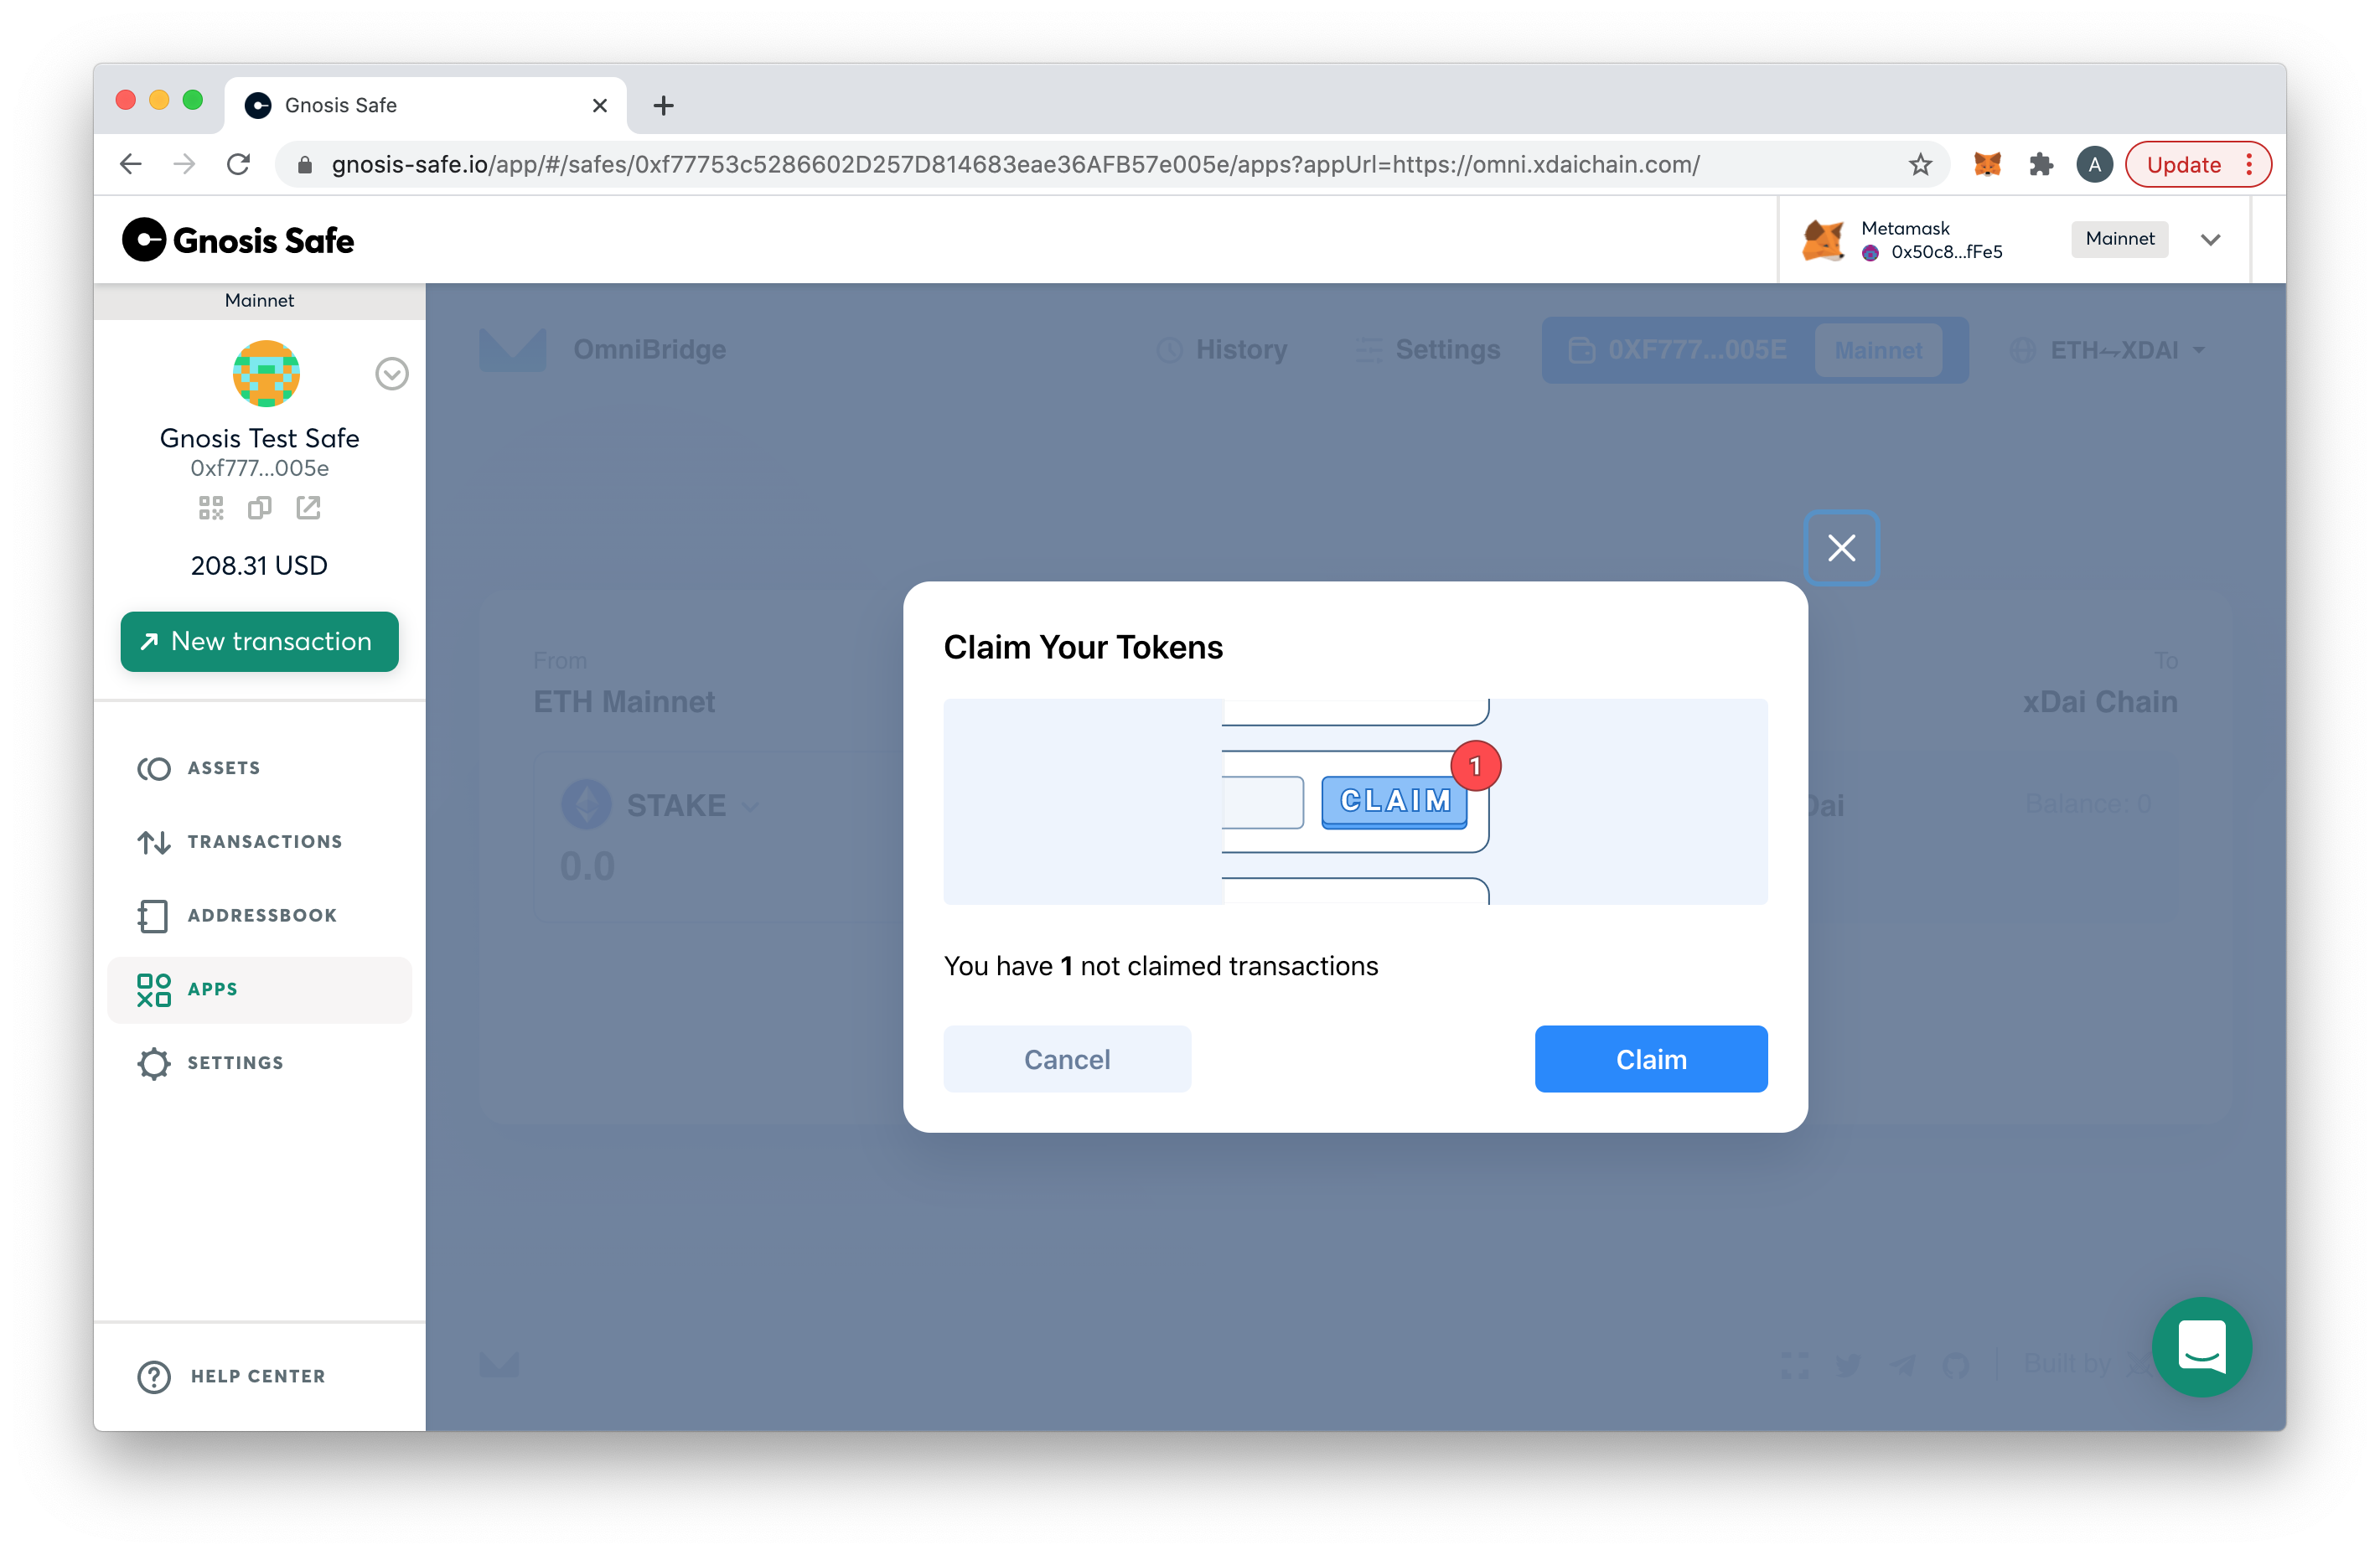 Gnosis Safe
gnosis-safe.io/app/#/safes/0xf77753c5286602D257D814683eae36AFB57e005e/apps?appUrl=https://omni.xdaichain.com/
A
Update
Gnosis Safe
Metamask
0x50c8...fFe5
Mainnet
Mainnet
Gnosis Test Safe
0xf777...005e
208.31 USD
New transaction
ASSETS
TRANSACTIONS
ADDRESSBOOK
APPS
SETTINGS
HELP CENTER
OmniBridge
History
Settings
0XF777...005E
Mainnet
ETH⇋XDAI
From
ETH Mainnet
STAKE
0.0
To
xDai Chain
Dai
Balance: 0
Claim Your Tokens
CLAIM
1
You have 1 not claimed transactions
Cancel
Claim
Built by